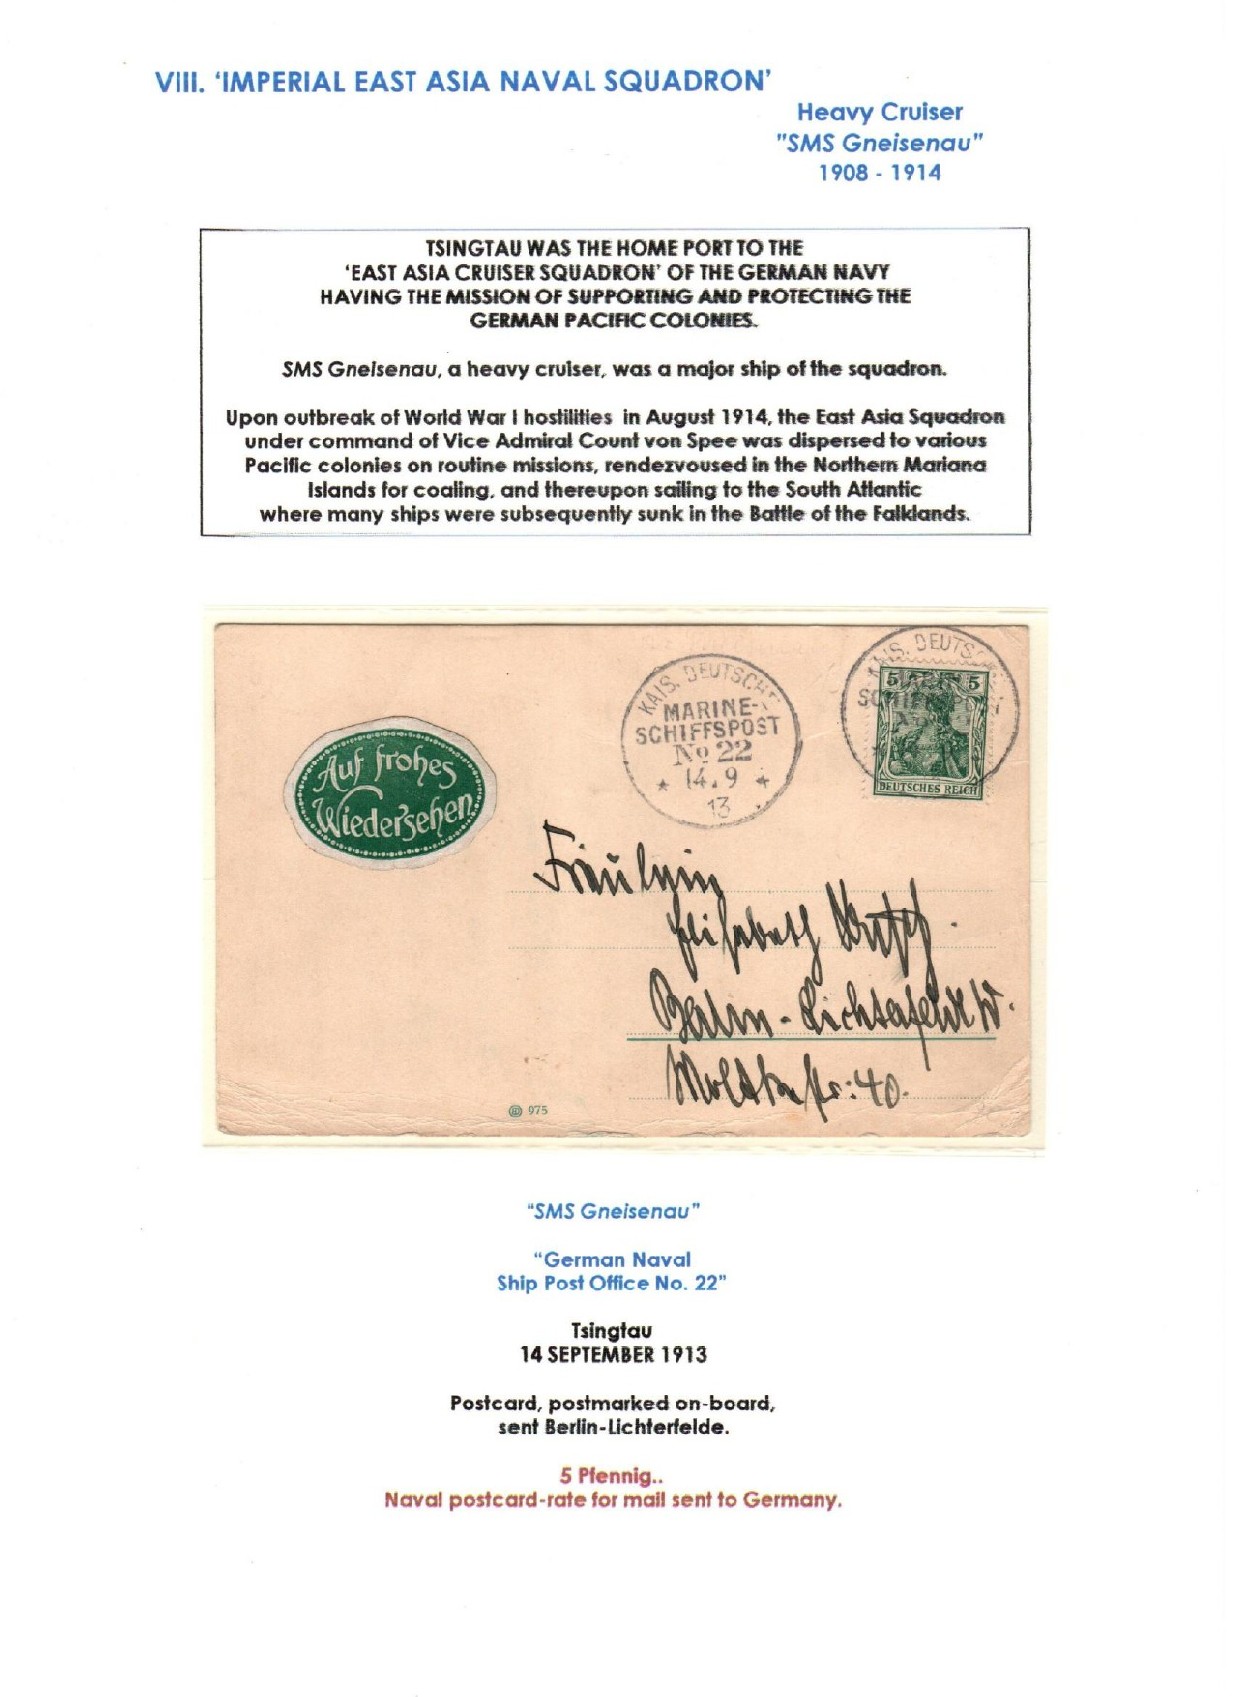 VIII. ‘IMPERIAL EAST ASIA NAVAL SQUADRON’
Heavy Cruiser
"SMS Gneisenau"
1908 - 1914
TSINGTAU WAS THE HOME PORT TO THE
‘EAST ASIA CRUISER SQUADRON’ OF THE GERMAN NAVY
HAVING THE MISSION OF SUPPORTING AND PROTECTING THE
GERMAN PACIFIC COLONIES.
SMS Gneisenau, a heavy cruiser, was a major ship of the squadron.
Upon outbreak of World War I hostilities in August 1914, the East Asia Squadron
under command of Vice Admiral Count von Spee was dispersed to various
Pacific colonies on routine missions, rendezvoused in the Northern Mariana
Islands for coaling, and thereupon sailing to the South Atlantic
where many ships were subsequently sunk in the Battle of the Falklands.
KAIS. DEUTSCHE
MARINE-
SCHIFFSPOST
No 22
* 14.9 *
13
KAIS. DEUTSC
5 5
DEUTSCHES REICH
Auf frohes
Wiedersehen
Fräulein
Elisabeth
Berlin-Lichterfelde W.
Moltkestr: 40.
975
"SMS Gneisenau"
"German Naval
Ship Post Office No. 22"
Tsingtau
14 SEPTEMBER 1913
Postcard, postmarked on-board,
sent Berlin-Lichterfelde.
5 Pfennig..
Naval postcard-rate for mail sent to Germany.